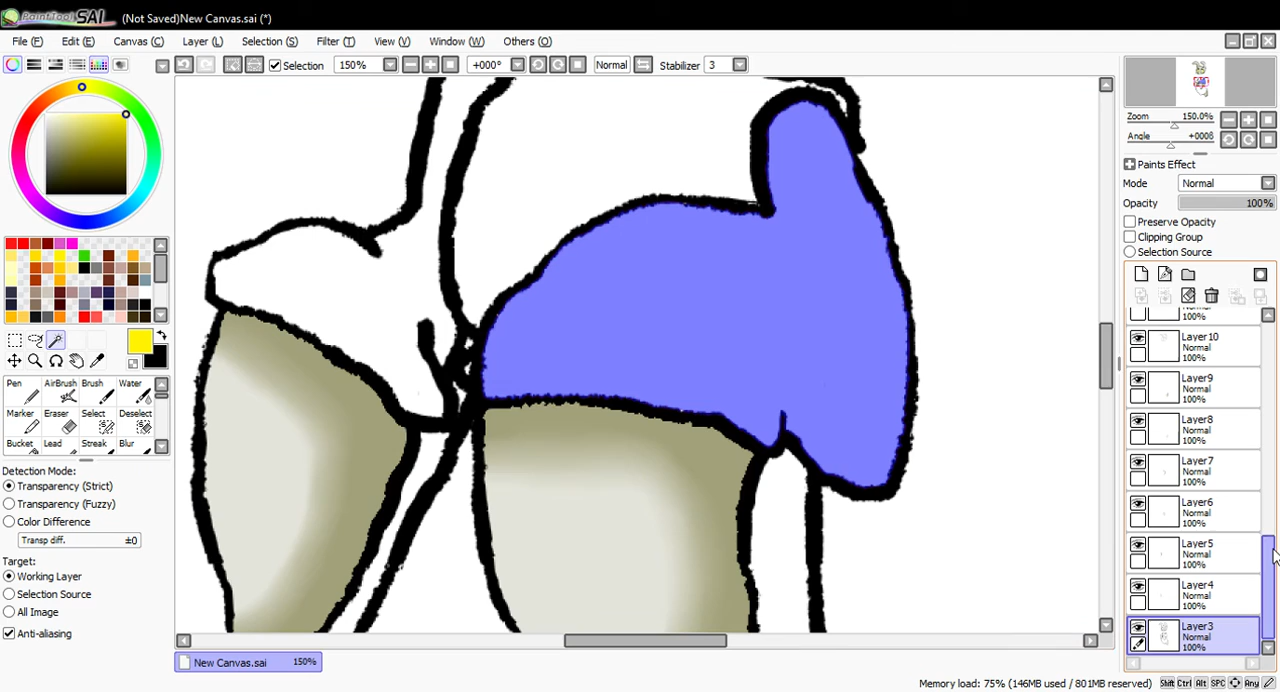 PaintTool SAI (Not Saved)New Canvas.sai (*)
File (F) Edit (E) Canvas (C) Layer (L) Selection (S) Filter (T) View (V) Window (W) Others (O)
Selection 150% +000° Normal Stabilizer 3
Zoom 150.0%
Angle +000ß
Paints Effect
Mode Normal
Opacity 100%
Preserve Opacity
Clipping Group
Selection Source
Normal
100%
Layer10
Normal
100%
Layer9
Normal
100%
Layer8
Normal
100%
Layer7
Normal
100%
Layer6
Normal
100%
Layer5
Normal
100%
Layer4
Normal
100%
Layer3
Normal
100%
Pen AirBrush Brush Water
Marker Eraser Select Deselect
Bucket Lead Streak Blur
Detection Mode:
Transparency (Strict)
Transparency (Fuzzy)
Color Difference
Transp diff. ±0
Target:
Working Layer
Selection Source
All Image
Anti-aliasing
New Canvas.sai 150%
Memory load: 75% (146MB used / 801MB reserved) Shift Ctrl Alt SPC Any